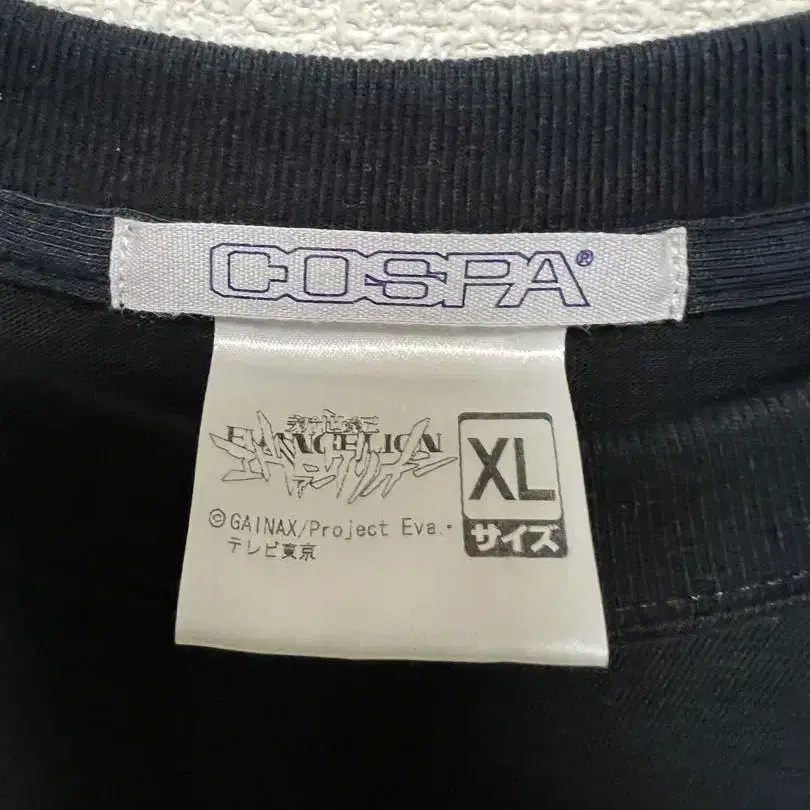 COSPA®
新世紀
EVANGELION
エヴァンゲリオン
XL
サイズ
©GAINAX/Project Eva.・
テレビ東京